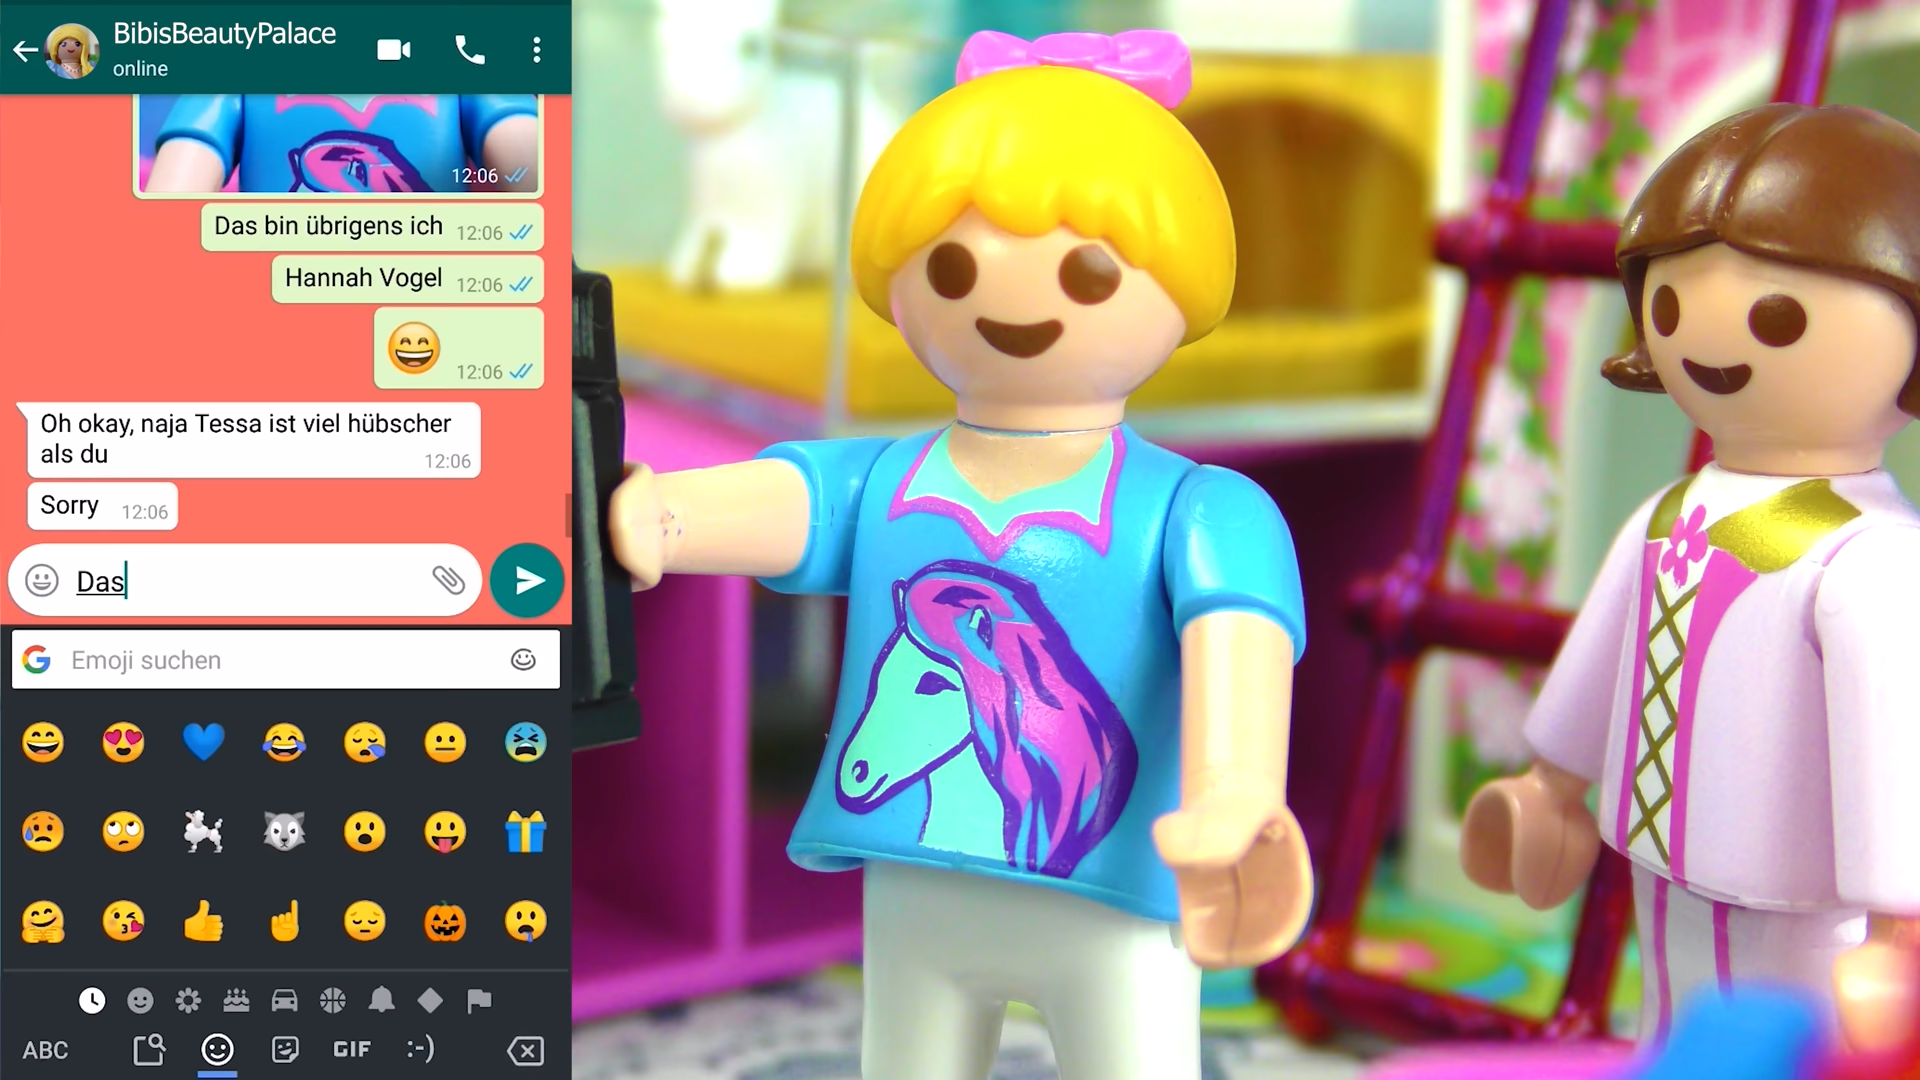 BibisBeautyPalace
online
12:06
Das bin übrigens ich 12:06
Hannah Vogel 12:06
12:06
Oh okay, naja Tessa ist viel hübscher
als du 12:06
Sorry 12:06
Das
Emoji suchen
ABC GIF :-)